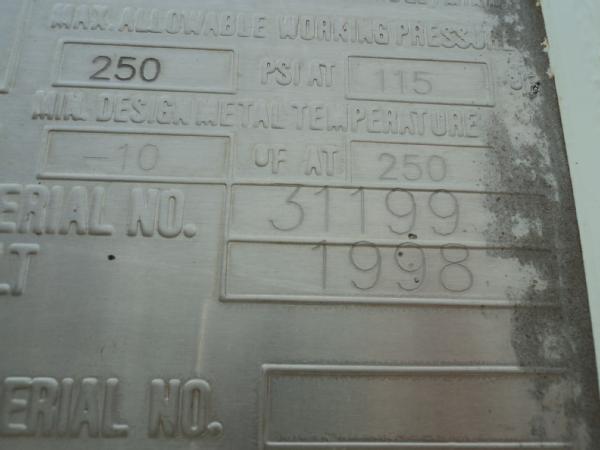 MAX. ALLOWABLE WORKING PRESSURE
250 PSI AT 115 °F
MIN. DESIGN METAL TEMPERATURE
-10 °F AT 250
ERIAL NO. 31199
LT 1998
ERIAL NO.